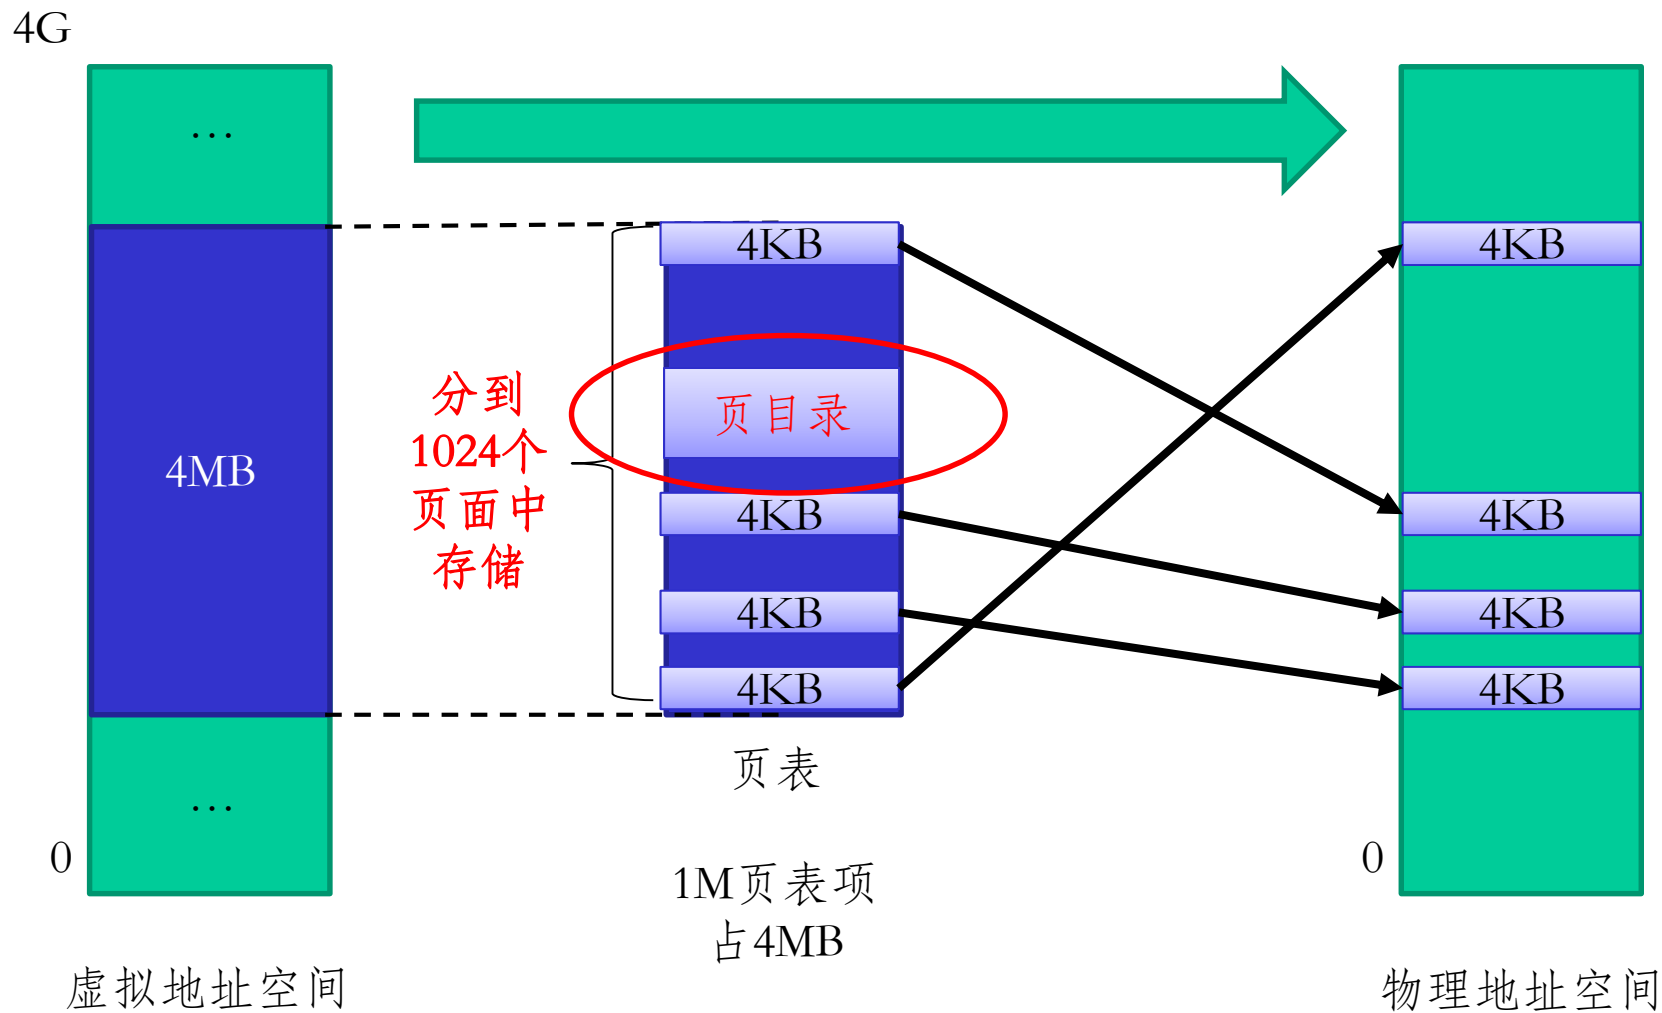 4G
…
4MB
…
0
虚拟地址空间
分到
1024个
页面中
存储
4KB
页目录
4KB
4KB
4KB
页表
1M页表项
占4MB
4KB
4KB
4KB
4KB
0
物理地址空间